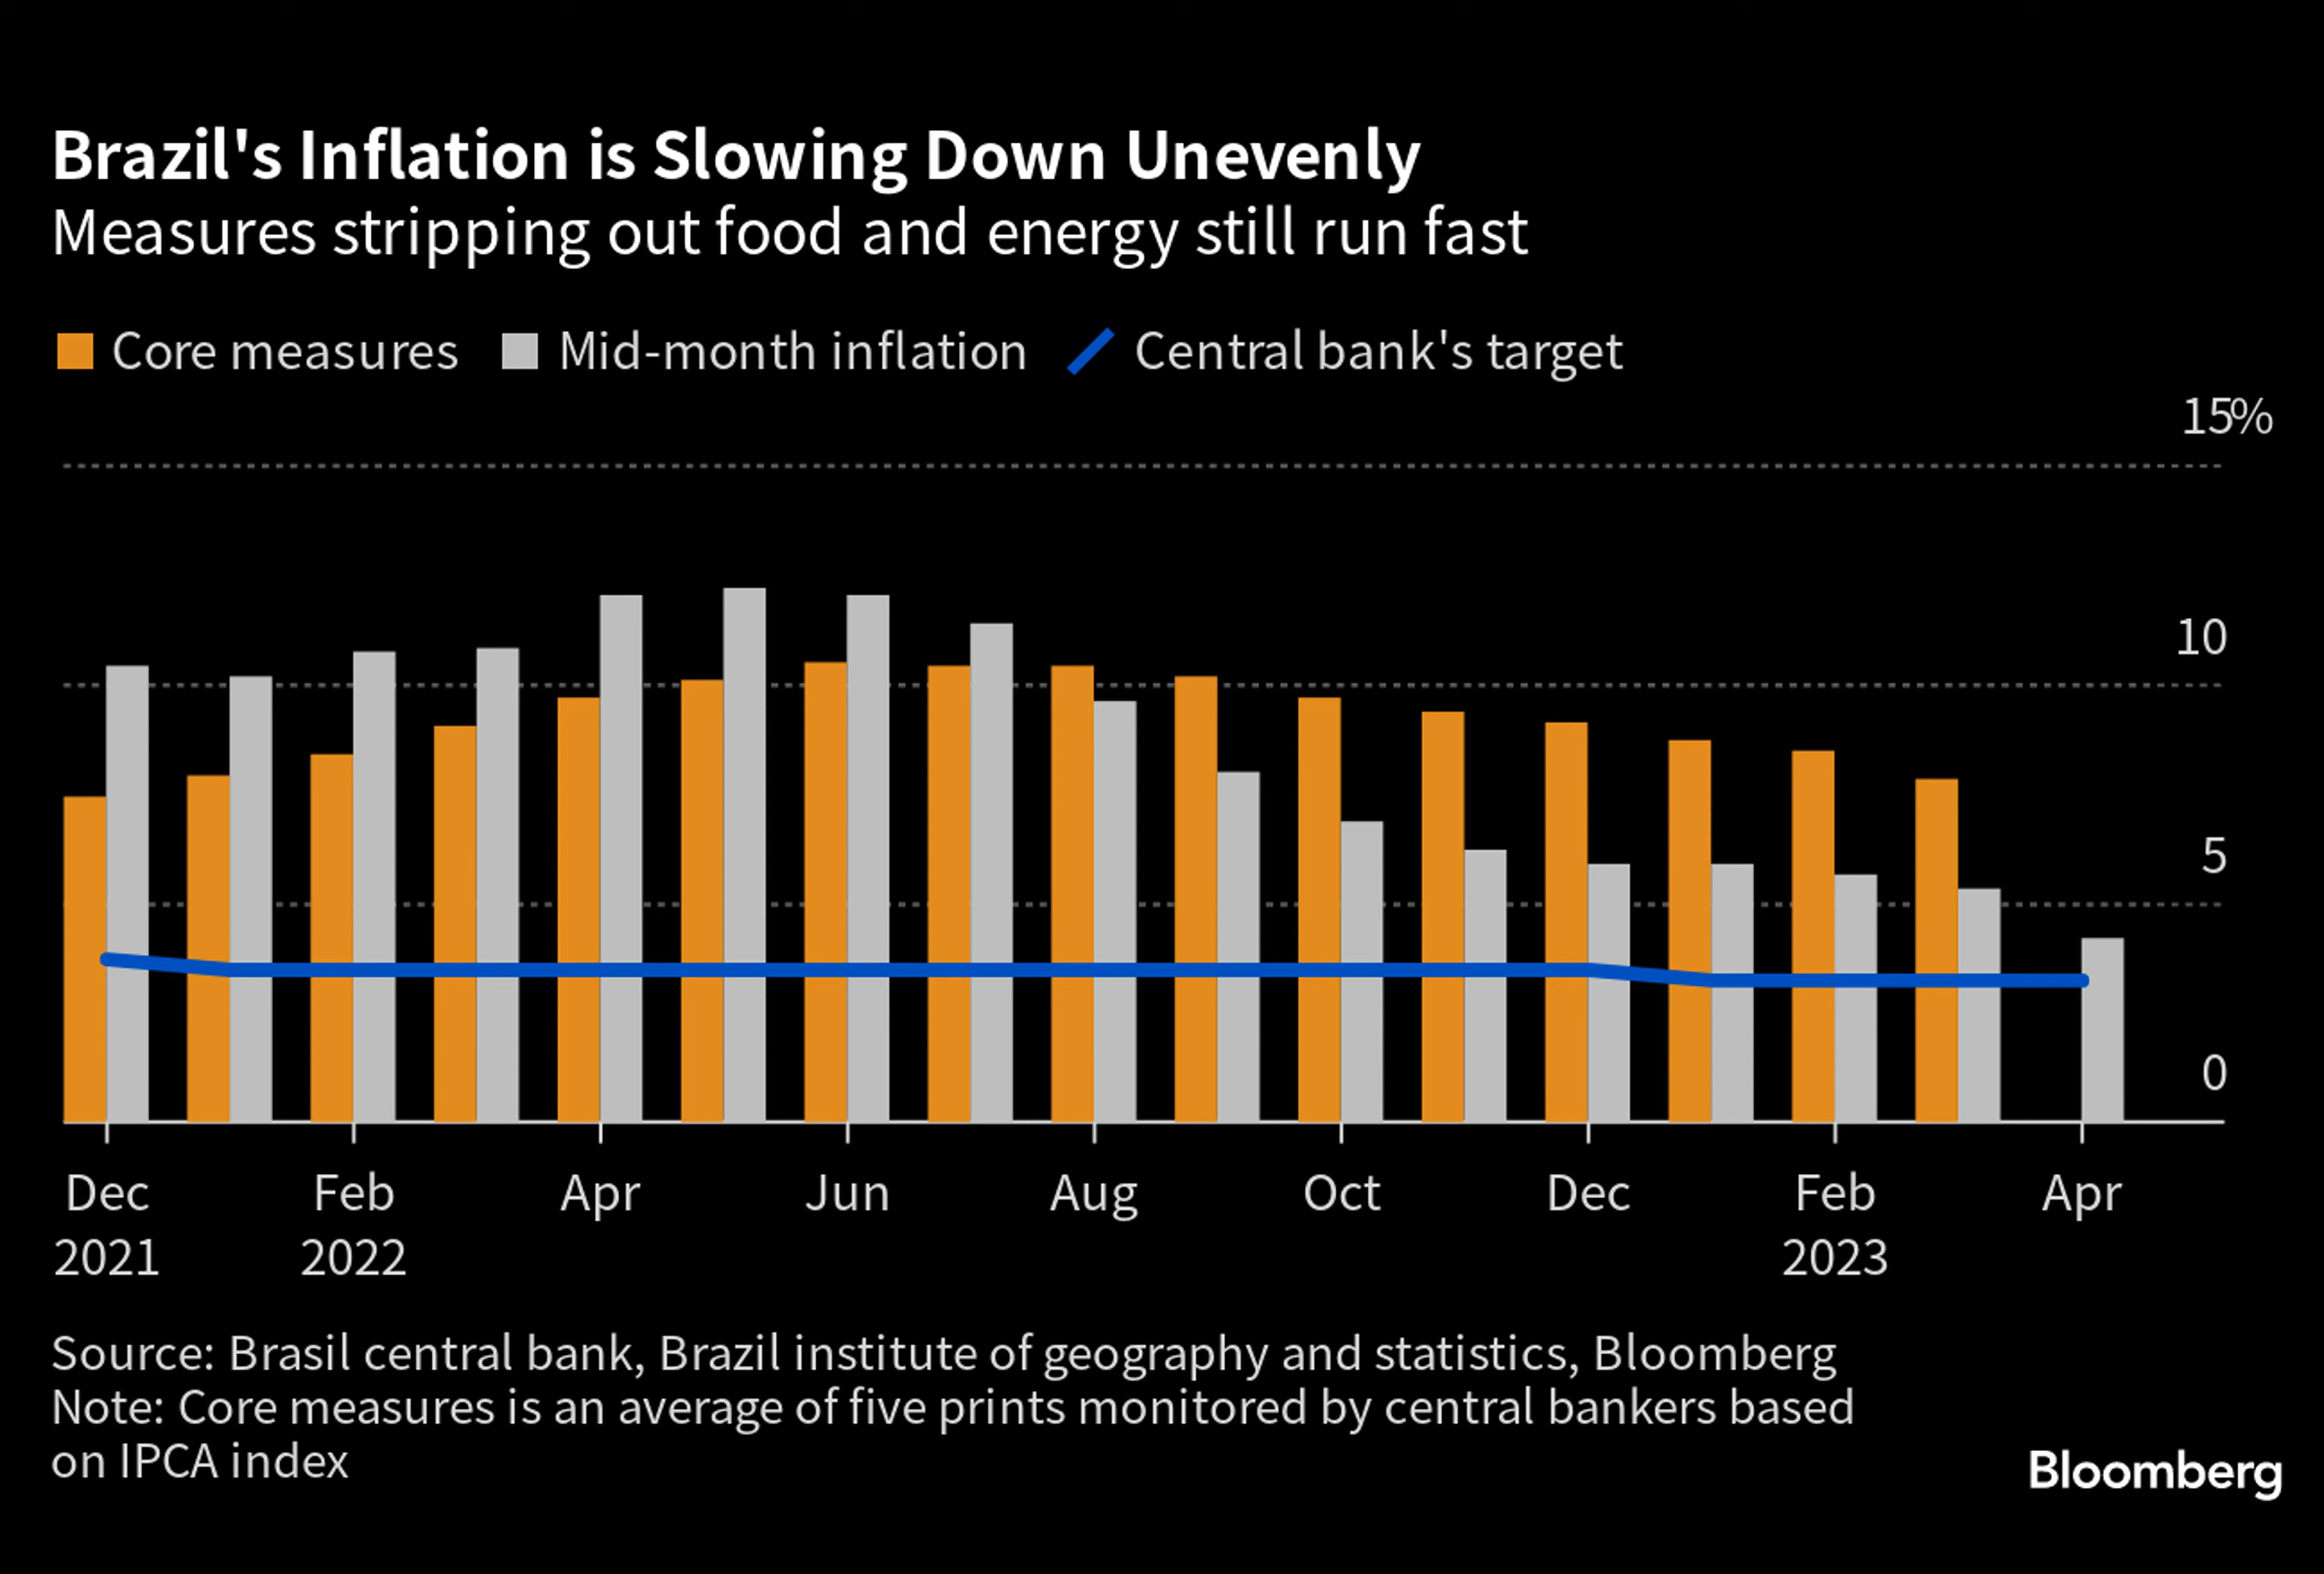 Brazil's Inflation is Slowing Down Unevenly
Measures stripping out food and energy still run fast
Core measures Mid-month inflation Central bank's target
15%
10
5
0
Dec Feb Apr Jun Aug Oct Dec Feb Apr
2021 2022 2023
Source: Brasil central bank, Brazil institute of geography and statistics, Bloomberg
Note: Core measures is an average of five prints monitored by central bankers based
on IPCA index
Bloomberg